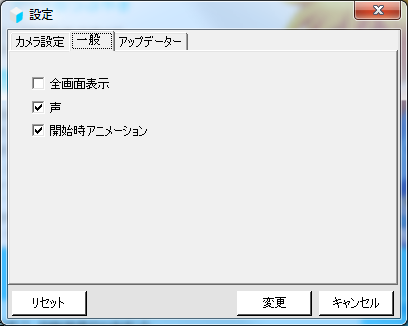 設定
カメラ設定 一般 アップデーター
全画面表示
声
開始時アニメーション
リセット 変更 キャンセル